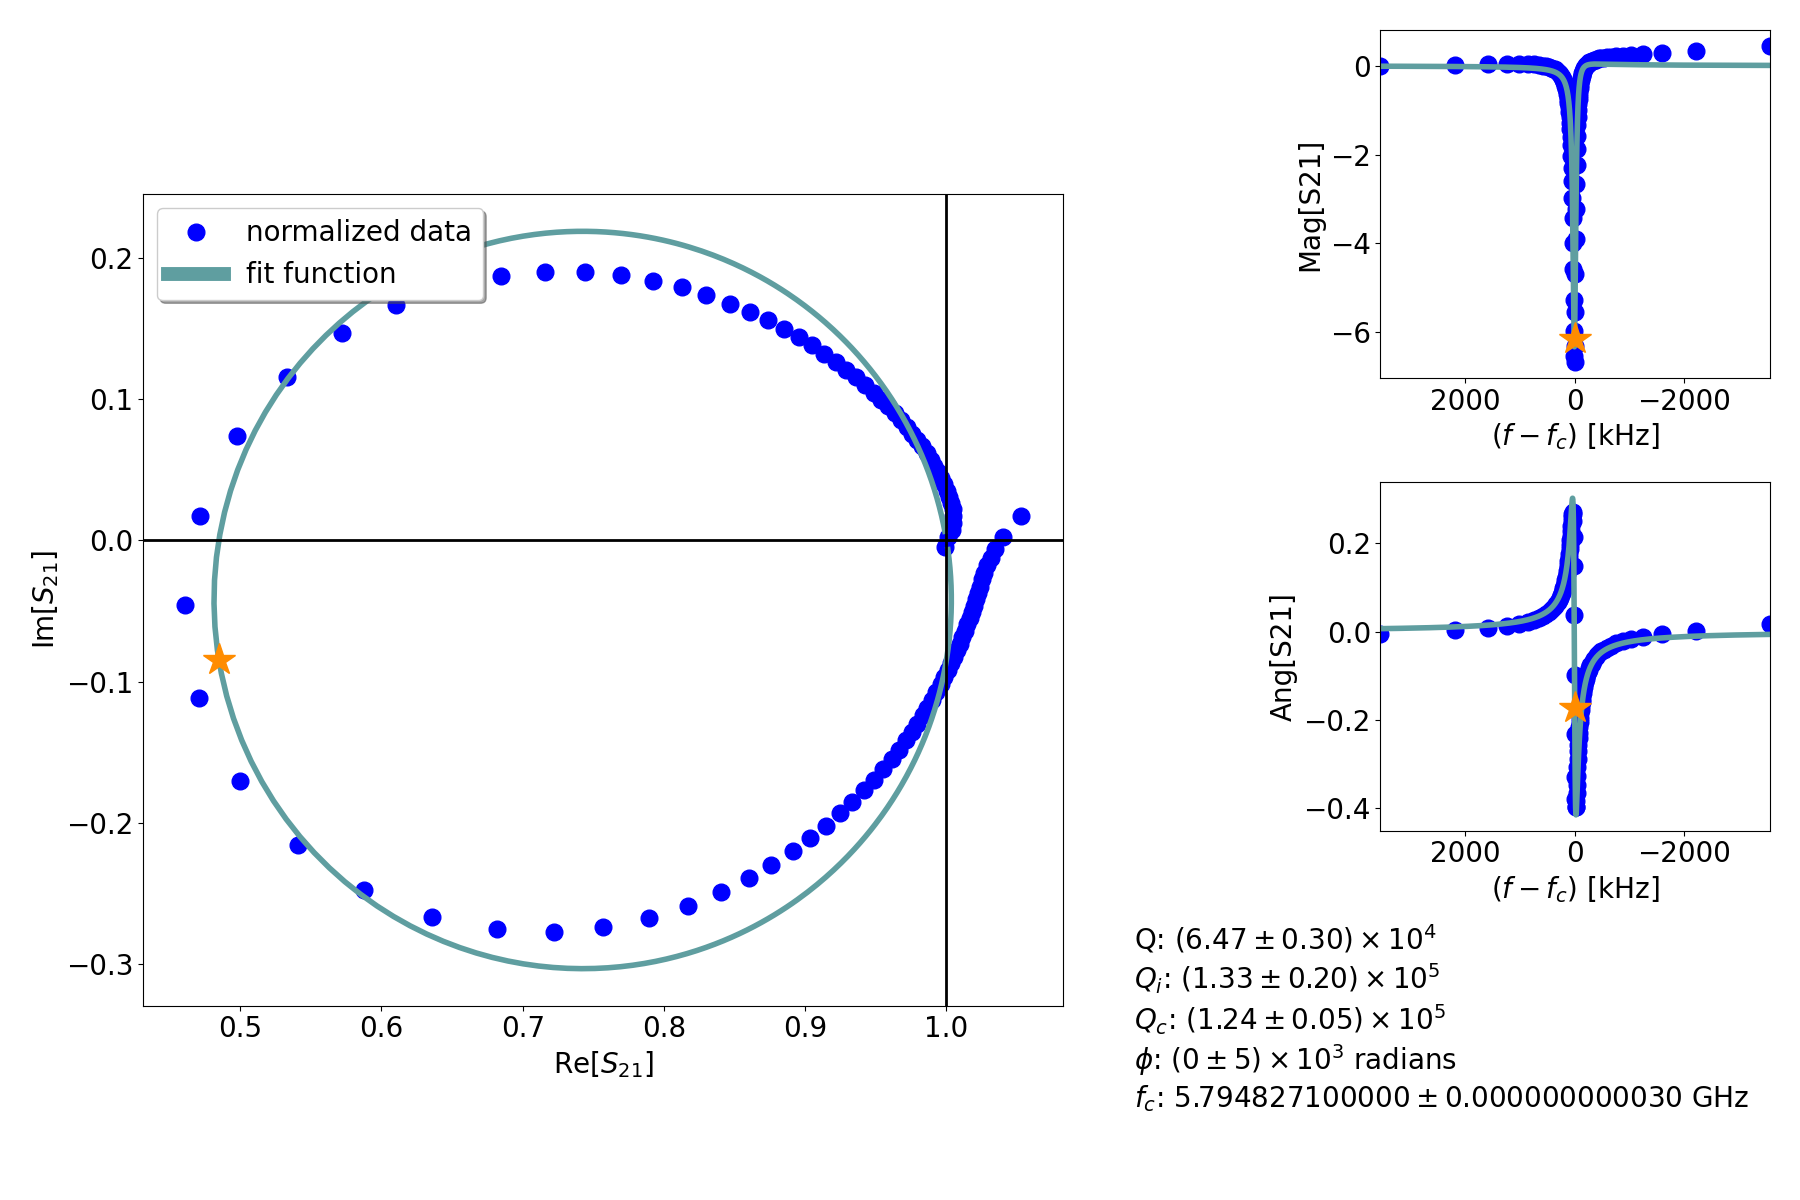 normalized data
fit function
0.2
0.1
0.0
−0.1
−0.2
−0.3
0.5 0.6 0.7 0.8 0.9 1.0
Re[S21]
Im[S21]
0
−2
−4
−6
2000 0 −2000
(f − fc) [kHz]
Mag[S21]
0.2
0.0
−0.2
−0.4
2000 0 −2000
(f − fc) [kHz]
Ang[S21]
Q: (6.47 ± 0.30) × 10^4
Qi: (1.33 ± 0.20) × 10^5
Qc: (1.24 ± 0.05) × 10^5
ϕ: (0 ± 5) × 10^3 radians
fc: 5.794827100000 ± 0.000000000030 GHz